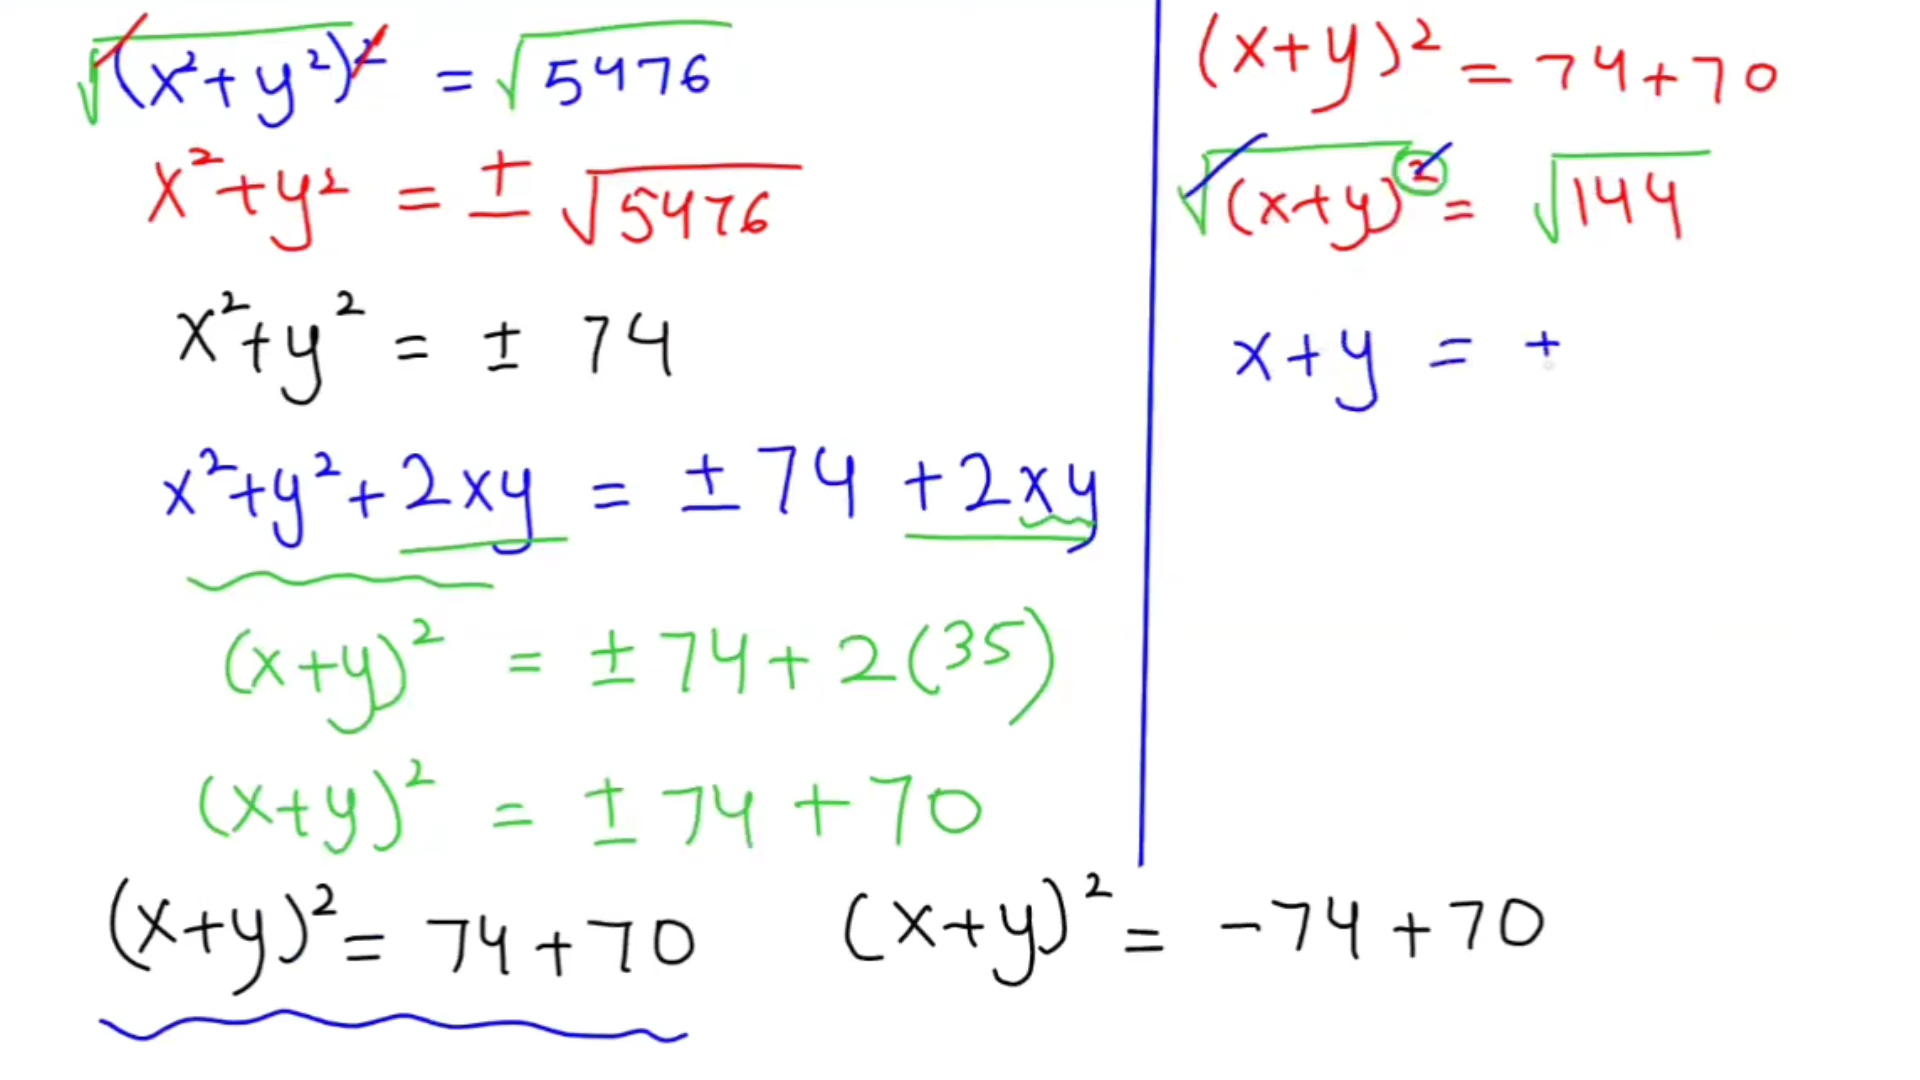 √(x²+y²)² = √5476
x²+y² = ± √5476
x²+y² = ± 74
x²+y²+2xy = ±74 +2xy
(x+y)² = ±74+2(35)
(x+y)² = ±74+70
(x+y)² = 74+70
(x+y)² = -74+70
(x+y)² = 74+70
√(x+y)² = √144
x+y = +